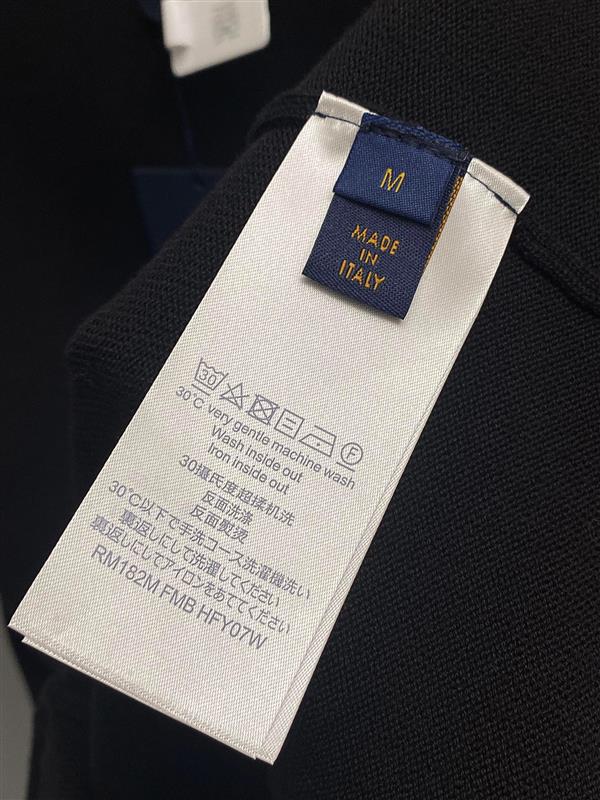 M
MADE
IN
ITALY
30 F
30°C very gentle machine wash
Wash inside out
Iron inside out
30攝氏度超揉机洗
反面洗涤
反面熨烫
30°C以下で手洗コース洗濯機洗い
裏返しにして洗濯してください
裏返しにしてアイロンをあててください
RM182M FMB HFY07W